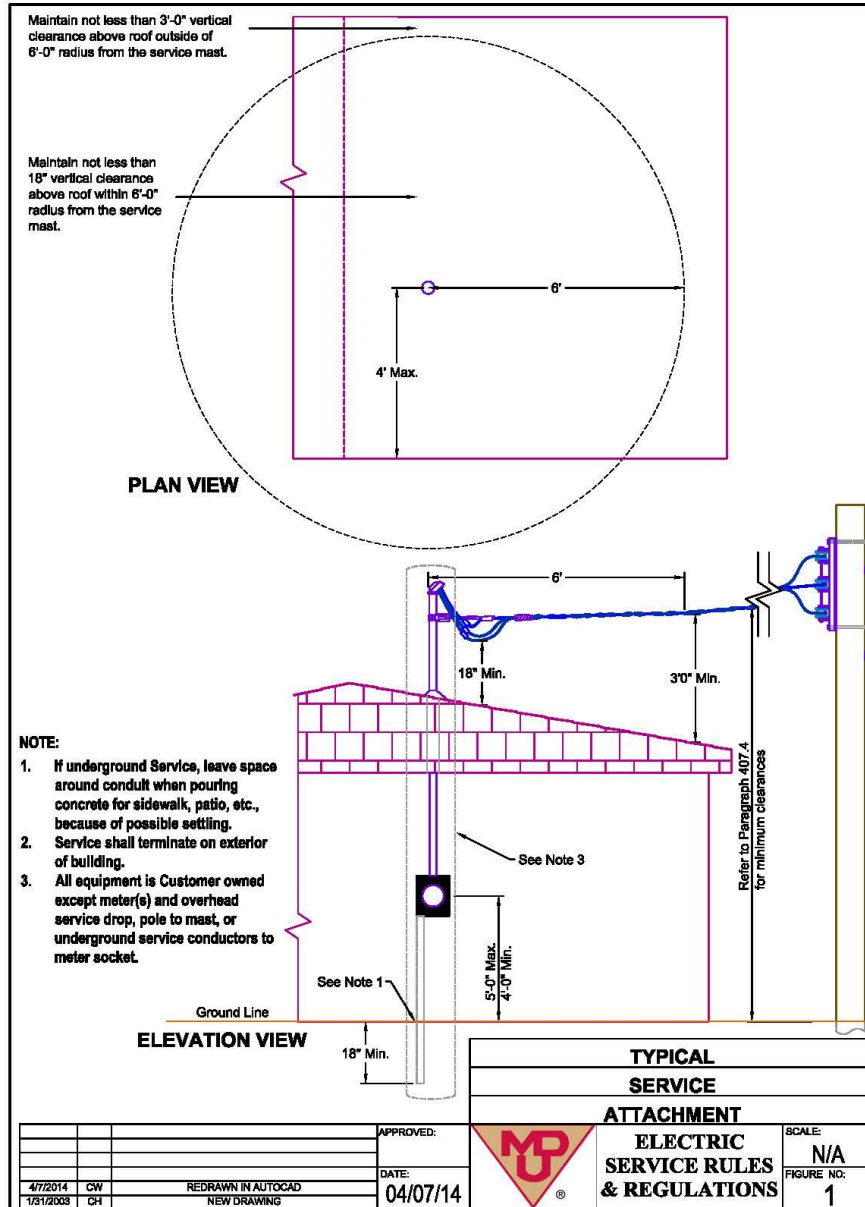 Maintain not less than 3'-0" vertical
clearance above roof outside of
6'-0" radius from the service mast.
Maintain not less than
18" vertical clearance
above roof within 6'-0"
radius from the service
mast.
6'
4' Max.
PLAN VIEW
6'
18" Min.
3'0" Min.
Refer to Paragraph 407.4
for minimum clearances
NOTE:
1. If underground Service, leave space
around conduit when pouring
concrete for sidewalk, patio, etc.,
because of possible settling.
2. Service shall terminate on exterior
of building.
3. All equipment is Customer owned
except meter(s) and overhead
service drop, pole to mast, or
underground service conductors to
meter socket.
See Note 3
5'-0" Max.
4'-0" Min.
See Note 1
Ground Line
ELEVATION VIEW
18" Min.
TYPICAL
SERVICE
ATTACHMENT
4/7/2014 CW REDRAWN IN AUTOCAD
1/31/2003 CH NEW DRAWING
APPROVED:
DATE:
04/07/14
MPU
®
ELECTRIC
SERVICE RULES
& REGULATIONS
SCALE:
N/A
FIGURE NO:
1